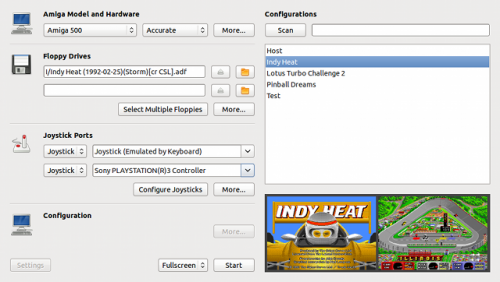 Amiga Model and Hardware
Amiga 500
Accurate
More...
Floppy Drives
l/Indy Heat (1992-02-25)(Storm)[cr CSL].adf
Select Multiple Floppies
More...
Joystick Ports
Joystick
Joystick (Emulated by Keyboard)
Joystick
Sony PLAYSTATION(R)3 Controller
Configure Joysticks
More...
Configuration
More...
Settings
Fullscreen
Start
Configurations
Scan
Host
Indy Heat
Lotus Turbo Challenge 2
Pinball Dreams
Test
INDY HEAT
ILLINOIS